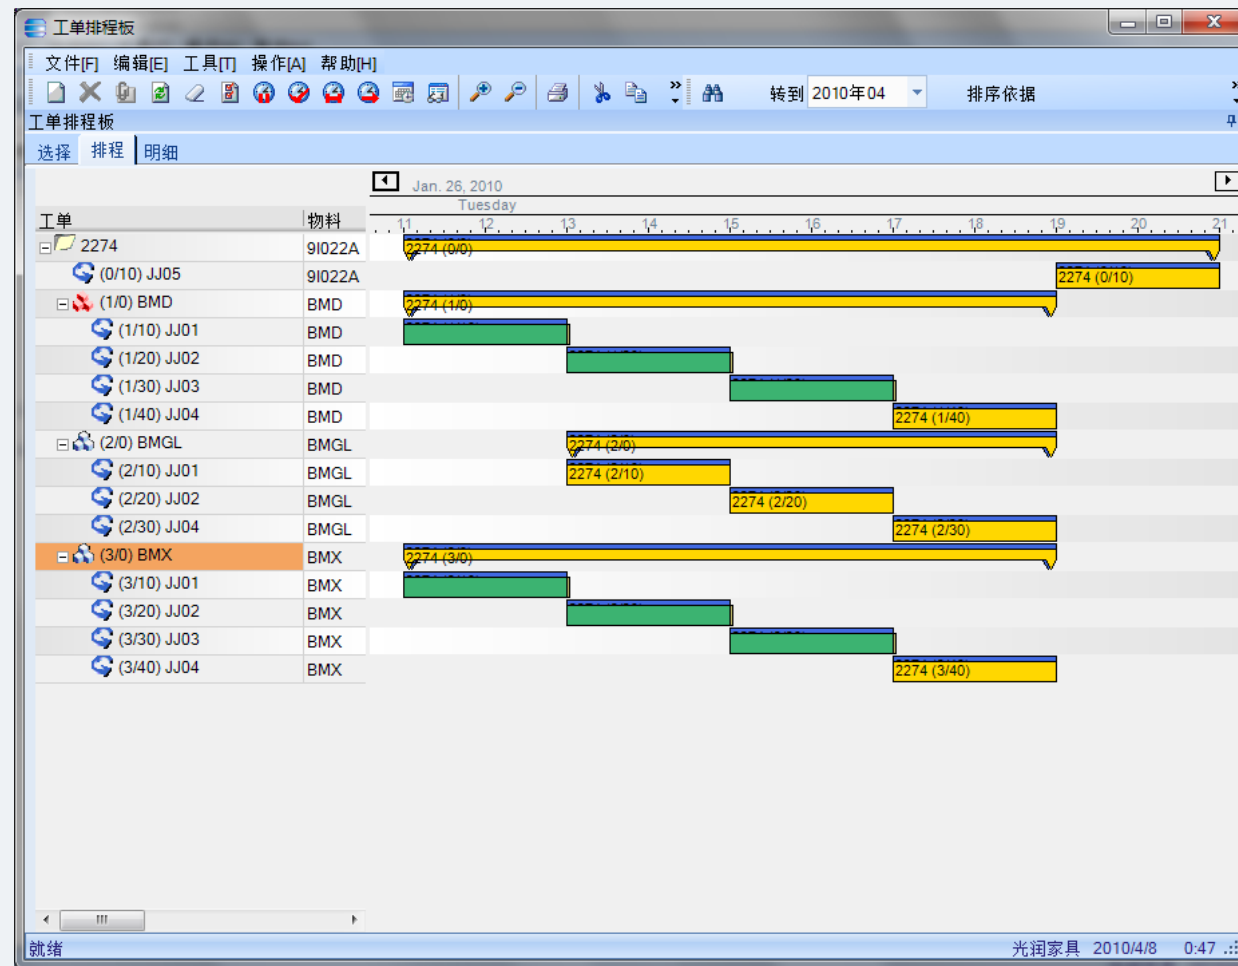 工单排程板
文件[F] 编辑[E] 工具[T] 操作[A] 帮助[H]
转到 2010年04 排序依据
工单排程板
选择 排程 明细
Jan. 26, 2010
Tuesday
工单 物料 11 12 13 14 15 16 17 18 19 20 21
2274 9I022A 2274 (0/0)
(0/10) JJ05 9I022A 2274 (0/10)
(1/0) BMD BMD 2274 (1/0)
(1/10) JJ01 BMD
(1/20) JJ02 BMD
(1/30) JJ03 BMD
(1/40) JJ04 BMD 2274 (1/40)
(2/0) BMGL BMGL 2274 (2/0)
(2/10) JJ01 BMGL 2274 (2/10)
(2/20) JJ02 BMGL 2274 (2/20)
(2/30) JJ04 BMGL 2274 (2/30)
(3/0) BMX BMX 2274 (3/0)
(3/10) JJ01 BMX
(3/20) JJ02 BMX
(3/30) JJ03 BMX
(3/40) JJ04 BMX 2274 (3/40)
就绪 光润家具 2010/4/8 0:47